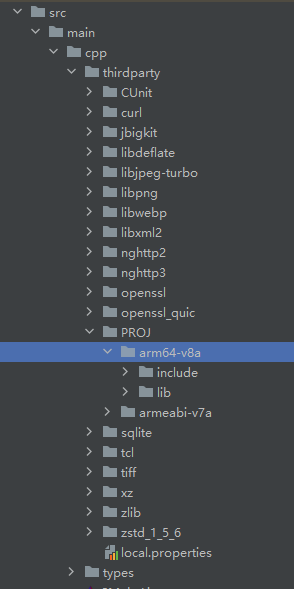 src
main
cpp
thirdparty
CUnit
curl
jbigkit
libdeflate
libjpeg-turbo
libpng
libwebp
libxml2
nghttp2
nghttp3
openssl
openssl_quic
PROJ
arm64-v8a
include
lib
armeabi-v7a
sqlite
tcl
tiff
xz
zlib
zstd_1_5_6
local.properties
types